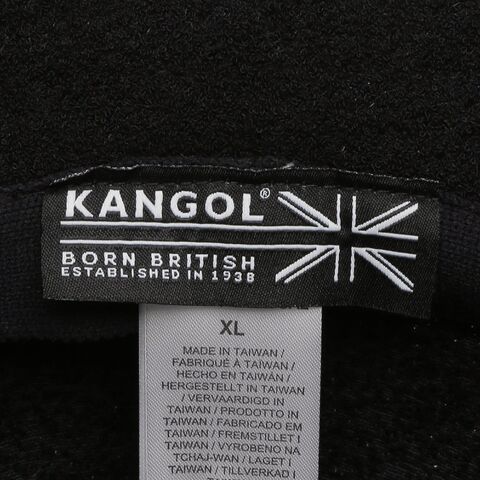 KANGOL®
BORN BRITISH
ESTABLISHED IN 1938
XL
MADE IN TAIWAN /
FABRIQUÉ À TAIWAN /
HECHO EN TAIWÁN /
HERGESTELLT IN TAIWAN
/ VERVAARDIGD IN
TAIWAN / PRODOTTO IN
TAIWAN / FABRICADO EM
TAIWAN / FREMSTILLET I
TAIWAN / VYROBENO NA
TCHAJ-WAN / LAGET I
TAIWAN / TILLVERKAD I